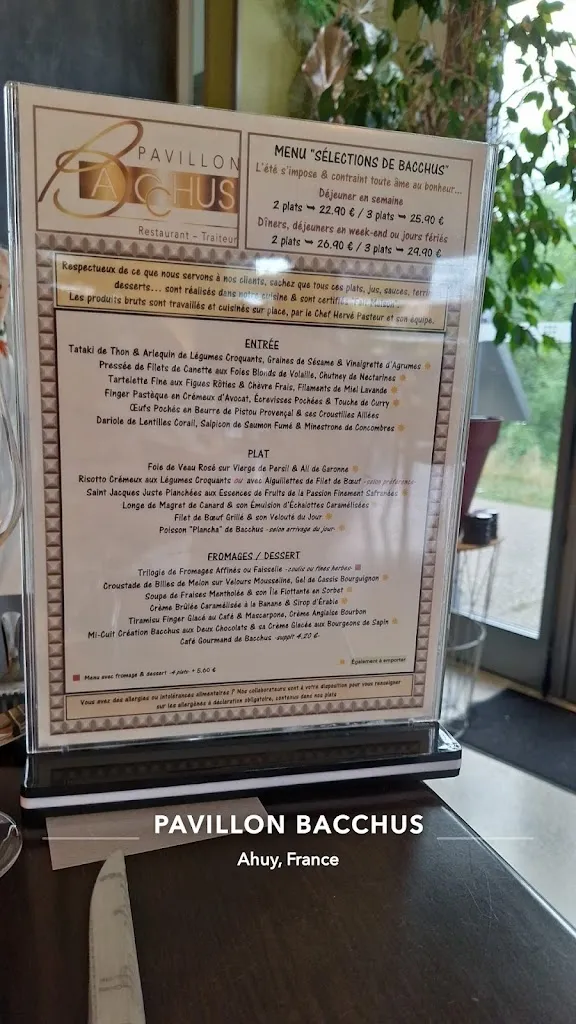 PAVILLON
BACCHUS
Restaurant - Traiteur
MENU "SÉLECTIONS DE BACCHUS"
L'été s'impose & contraint toute âme au bonheur...
Déjeuner en semaine
2 plats ➡ 22.90 € / 3 plats ➡ 25.90 €
Dîners, déjeuners en week-end ou jours fériés
2 plats ➡ 26.90 € / 3 plats ➡ 29.90 €
Respectueux de ce que nous servons à nos clients, sachez que tous ces plats, jus, sauces,
desserts... sont réalisés dans notre cuisine & sont certifiés
Les produits bruts sont travaillés et cuisinés sur place, par le Chef Hervé Pasteur et son équipe.
ENTRÉE
Tataki de Thon & Arlequin de Légumes Croquants, Graines de Sésame & Vinaigrette d'Agrumes
Pressée de Filets de Canette aux Foies Blonds de Volaille, Chutney de Nectarines
Tartelette Fine aux Figues Rôties & Chèvre Frais, Filaments de Miel Lavande
Finger Pastèque en Crémeux d'Avocat, Écrevisses Pochées & Touche de Curry
Œufs Pochés en Beurre de Pistou Provençal & ses Croustilles Aillées
Dariole de Lentilles Corail, Salpicon de Saumon Fumé & Minestrone de Concombres
PLAT
Foie de Veau Rosé sur Vierge de Persil & Ail de Garonne
Risotto Crémeux aux Légumes Croquants ou avec Aiguillettes de Filet de Bœuf -selon préférence-
Saint Jacques Juste Planchées aux Essences de Fruits de la Passion Finement Safranées
Longe de Magret de Canard & son Émulsion d'Échalottes Caramélisées
Filet de Bœuf Grillé & son Velouté du Jour
Poisson "Plancha" de Bacchus -selon arrivage du jour-
FROMAGES / DESSERT
Trilogie de Fromages Affinés ou Faisselle -coulis ou fines herbes-
Croustade de Billes de Melon sur Velours Mousseline, Gel de Cassis Bourguignon
Soupe de Fraises Mentholée & son Île Flottante en Sorbet
Crème Brûlée Caramélisée à la Banane & Sirop d'Érable
Tiramisu Finger Glacé au Café & Mascarpone, Crème Anglaise Bourbon
Mi-Cuit Création Bacchus aux Deux Chocolats & sa Crème Glacée aux Bourgeons de Sapin
Café Gourmand de Bacchus -supplt 4.20 €-
Egalement à emporter
Menu avec fromage & dessert -4 plats- + 5.60 €
Vous avez des allergies ou intolérances alimentaires ? Nos collaborateurs sont à votre disposition pour vous renseigner
sur les allergènes à déclaration obligatoire, contenus dans nos plats
PAVILLON BACCHUS
Ahuy, France